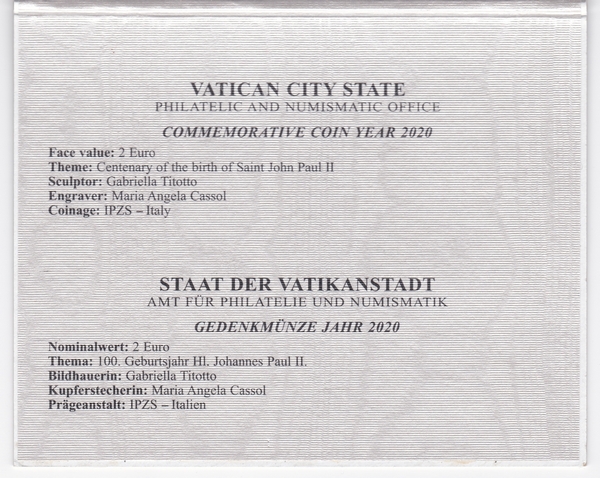 VATICAN CITY STATE
PHILATELIC AND NUMISMATIC OFFICE
COMMEMORATIVE COIN YEAR 2020
Face value: 2 Euro
Theme: Centenary of the birth of Saint John Paul II
Sculptor: Gabriella Titotto
Engraver: Maria Angela Cassol
Coinage: IPZS – Italy
STAAT DER VATIKANSTADT
AMT FÜR PHILATELIE UND NUMISMATIK
GEDENKMÜNZE JAHR 2020
Nominalwert: 2 Euro
Thema: 100. Geburtsjahr Hl. Johannes Paul II.
Bildhauerin: Gabriella Titotto
Kupferstecherin: Maria Angela Cassol
Prägeanstalt: IPZS – Italien